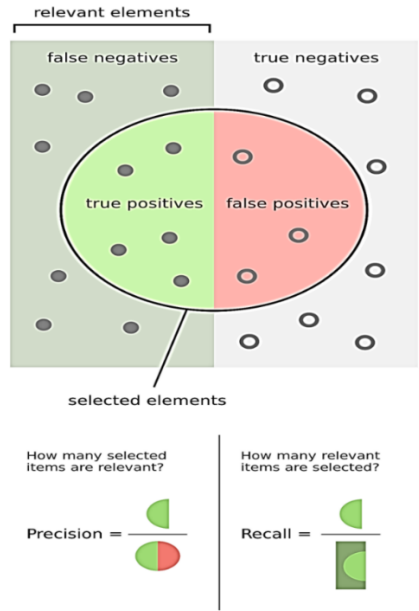 relevant elements
false negatives
true negatives
true positives
false positives
selected elements
How many selected
items are relevant?
How many relevant
items are selected?
Precision =
Recall =